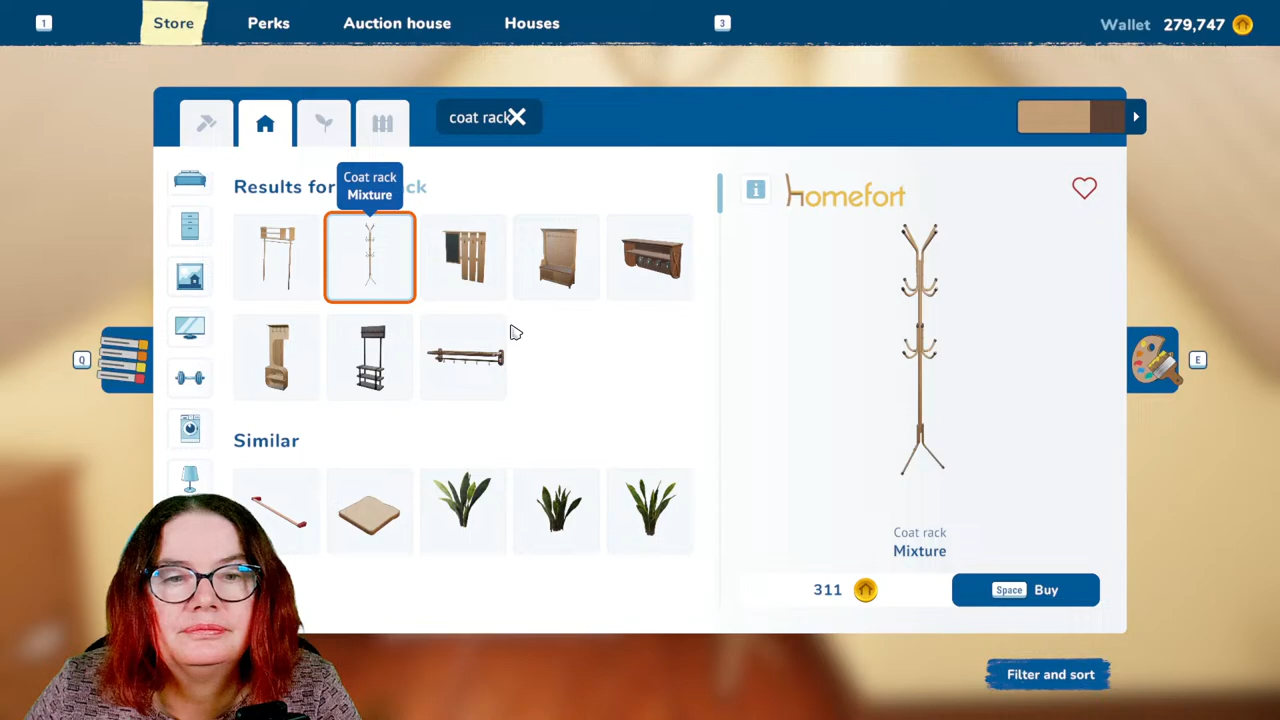 1
Store
Perks
Auction house
Houses
3
Wallet 279,747
coat rack
Results for ck
Coat rack
Mixture
homefort
Q
E
Similar
Coat rack
Mixture
311
Space Buy
Filter and sort